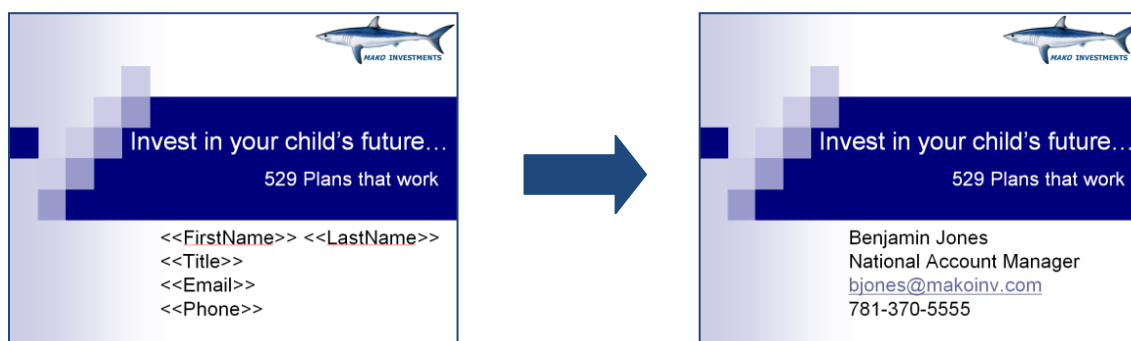 MAKO INVESTMENTS
Invest in your child's future...
529 Plans that work
<<FirstName>> <<LastName>>
<<Title>>
<<Email>>
<<Phone>>
MAKO INVESTMENTS
Invest in your child's future...
529 Plans that work
Benjamin Jones
National Account Manager
bjones@makoinv.com
781-370-5555